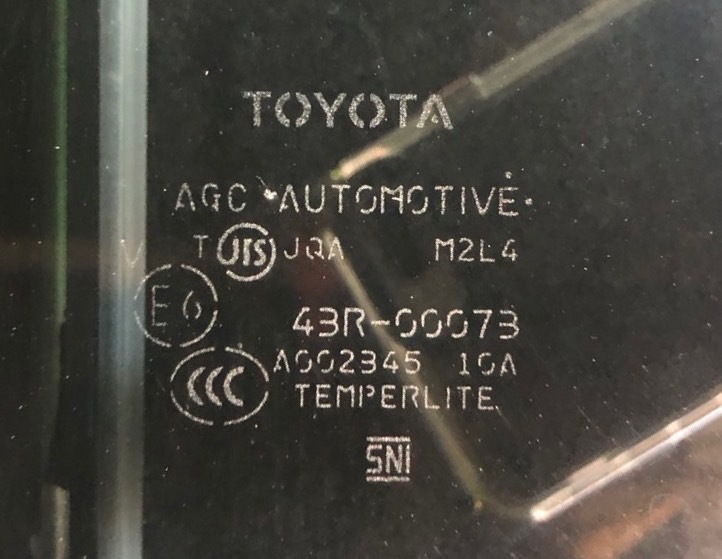 TOYOTA
AGC AUTOMOTIVE
T JIS JQA M2L4
E6
43R-00073
CCC A002345 10A
TEMPERLITE
SNI